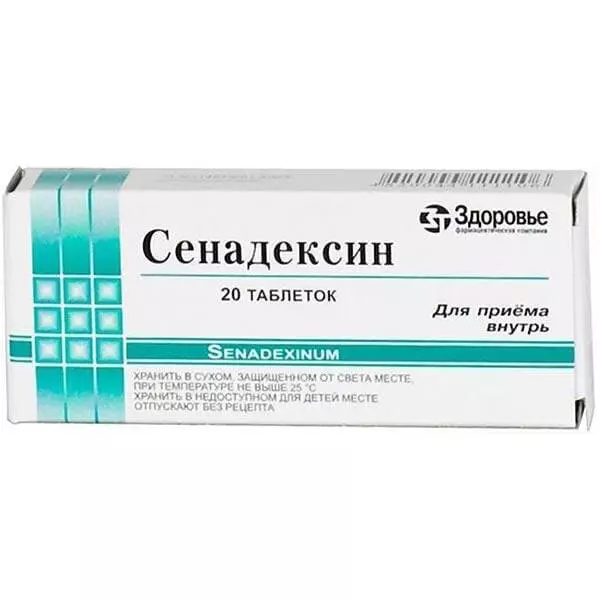 ЗТ Здоровье
фармацевтическая компания
Сенадексин
20 ТАБЛЕТОК
Для приёма
внутрь
SENADEXINUM
ХРАНИТЬ В СУХОМ, ЗАЩИЩЕННОМ ОТ СВЕТА МЕСТЕ,
ПРИ ТЕМПЕРАТУРЕ НЕ ВЫШЕ 25 °С
ХРАНИТЬ В НЕДОСТУПНОМ ДЛЯ ДЕТЕЙ МЕСТЕ
ОТПУСКАЮТ БЕЗ РЕЦЕПТА